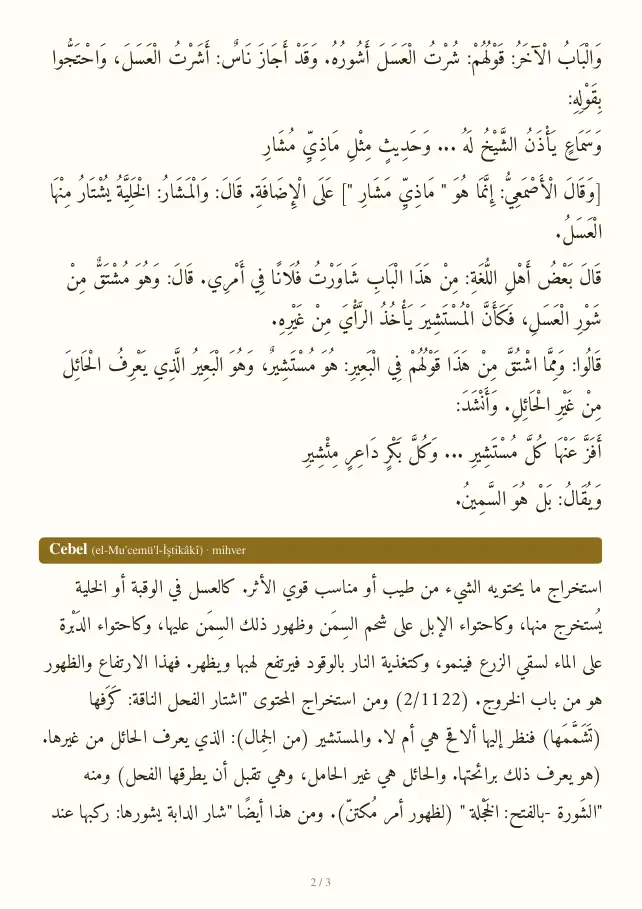 وَالْبَابُ الْآخَرُ: قَوْلُهُمْ: شُرْتُ الْعَسَلَ أَشُورُهُ. وَقَدْ أَجَازَ نَاسٌ: أَشَرْتُ الْعَسَلَ، وَاحْتَجُّوا
بِقَوْلِهِ:
وَسَمَاعٍ يَأْذَنُ الشَّيْخُ لَهُ ... وَحَدِيثٍ مِثْلِ مَاذِيٍّ مُشَارِ
[وَقَالَ الْأَصْمَعِيُّ: إِنَّمَا هُوَ " مَاذِيِّ مَشَارِ "] عَلَى الْإِضَافَةِ. قَالَ: وَالْمَشَارُ: الْخَلِيَّةُ يُشْتَارُ مِنْهَا
الْعَسَلُ.
قَالَ بَعْضُ أَهْلِ اللُّغَةِ: مِنْ هَذَا الْبَابِ شَاوَرْتُ فُلَانًا فِي أَمْرِي. قَالَ: وَهُوَ مُشْتَقٌّ مِنْ
شَوْرِ الْعَسَلِ، فَكَأَنَّ الْمُسْتَشِيرَ يَأْخُذُ الرَّأْيَ مِنْ غَيْرِهِ.
قَالُوا: وَمِمَّا اشْتُقَّ مِنْ هَذَا قَوْلُهُمْ فِي الْبَعِيرِ: هُوَ مُسْتَشِيرٌ، وَهُوَ الْبَعِيرُ الَّذِي يَعْرِفُ الْحَائِلَ
مِنْ غَيْرِ الْحَائِلِ. وَأَنْشَدَ:
أَفَزَّ عَنْهَا كُلَّ مُسْتَشِيرِ ... وَكُلَّ بَكْرٍ دَاعِرٍ مِئْشِيرِ
وَيُقَالُ: بَلْ هُوَ السَّمِينُ.
Cebel (el-Mu'cemü'l-İştikâkî) · mihver
استخراج ما يحتويه الشيء من طيب أو مناسب قوي الأثر. كالعسل في الوقبة أو الخلية
يُستخرج منها، وكاحتواء الإبل على شحم السِمَن وظهور ذلك السِمَن عليها، وكاحتواء الدَبْرة
على الماء لسقي الزرع فينمو، وكتغذية النار بالوقود فيرتفع لهبها ويظهر. فهذا الارتفاع والظهور
هو من باب الخروج. (2/1122) ومن استخراج المحتوى "اشتار الفحل الناقة: كَرَفها
(تَشَمَّمَها) فنظر إليها ألاقح هي أم لا. والمستشير (من الجمال): الذي يعرف الحائل من غيرها.
(هو يعرف ذلك برائحتها. والحائل هي غير الحامل، وهي تقبل أن يطرقها الفحل) ومنه
"الشَورة -بالفتح: الخَجْلة" (لظهور أمر مُكتنّ). ومن هذا أيضًا "شار الدابة يشورها: ركبها عند
2 / 3